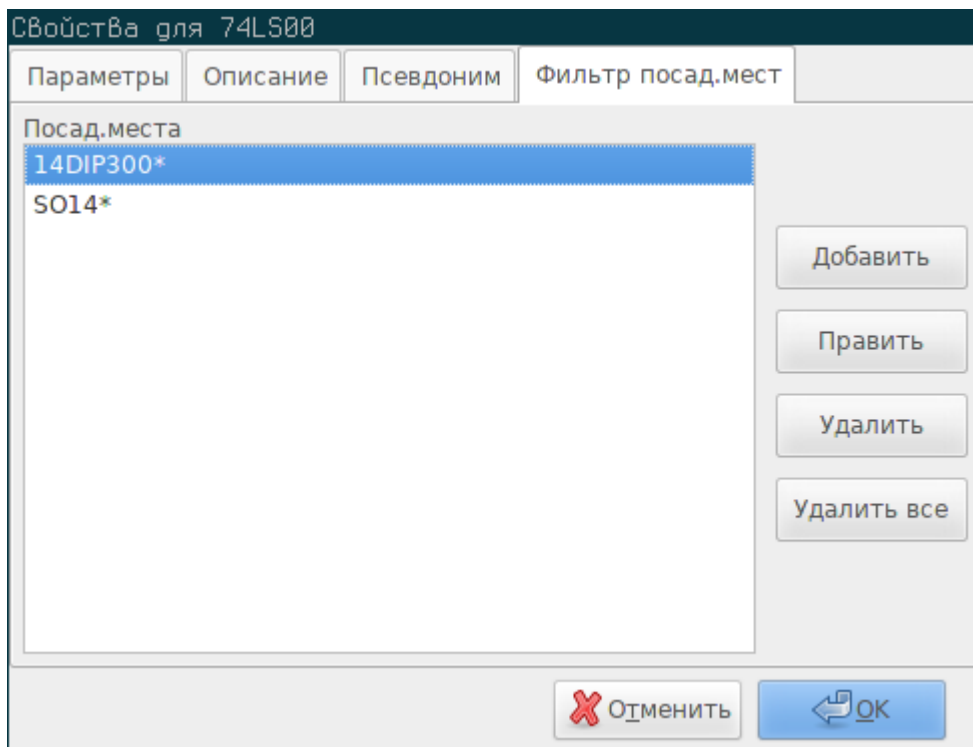 Свойства для 74LS00
Параметры Описание Псевдоним Фильтр посад.мест
Посад.места
14DIP300*
SO14*
Добавить
Править
Удалить
Удалить все
Отменить OK